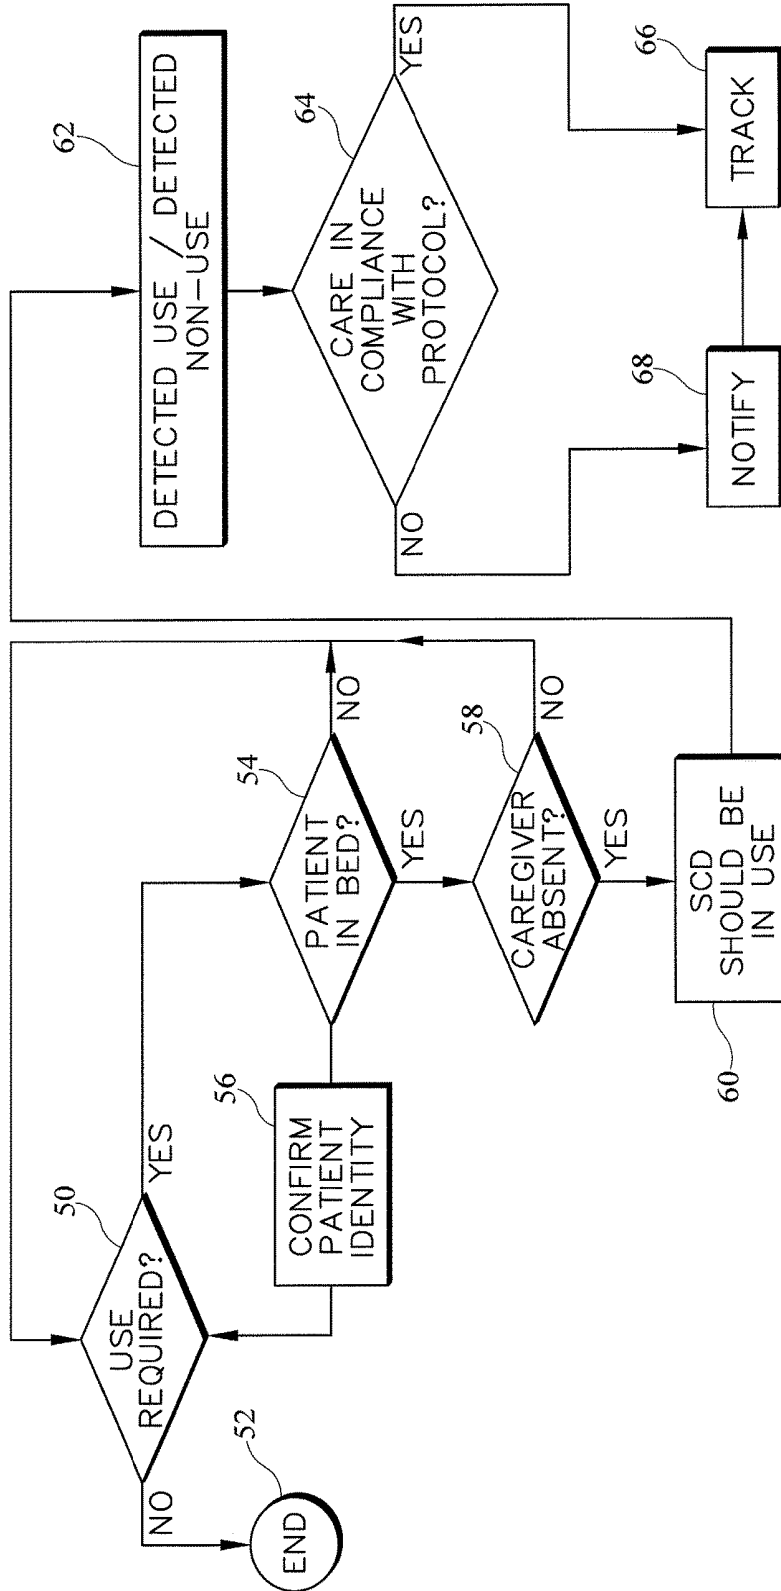 50
USE
REQUIRED?
NO
YES
52
END
56
CONFIRM
PATIENT
IDENTITY
54
PATIENT
IN BED?
NO
YES
58
CAREGIVER
ABSENT?
NO
YES
60
SCD
SHOULD BE
IN USE
62
DETECTED USE / DETECTED
NON-USE
64
CARE IN
COMPLIANCE
WITH
PROTOCOL?
NO
YES
68
NOTIFY
66
TRACK